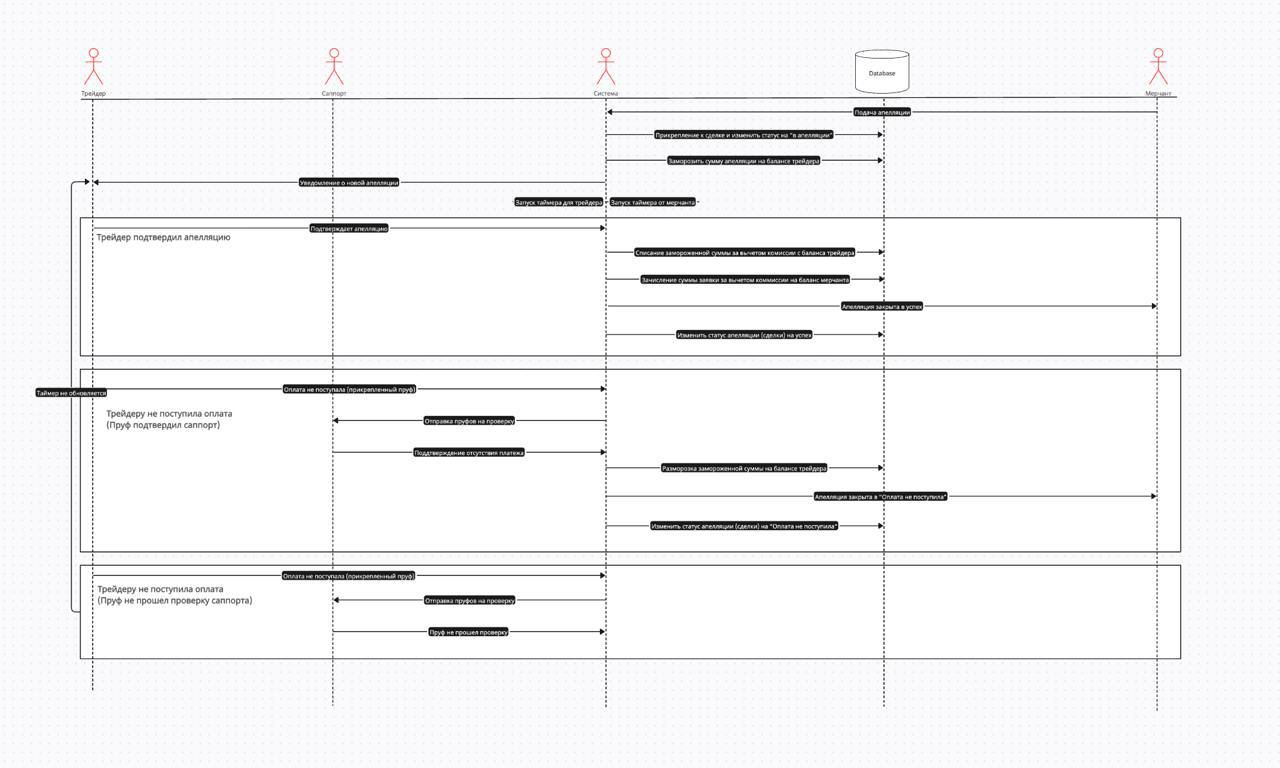 Трейдер
Саппорт
Система
Database
Мерчант
Подача апелляции
Прикрепление к сделке и изменить статус на "в апелляции"
Заморозить сумму апелляции на балансе трейдера
Уведомление о новой апелляции
Запуск таймера для трейдера
Запуск таймера от мерчанта
Подтверждает апелляцию
Трейдер подтвердил апелляцию
Списание замороженной суммы за вычетом комиссии с баланса трейдера
Зачисление суммы заявки за вычетом коммиссии на баланс мерчанта
Апелляция закрыта в успех
Изменить статус апелляции (сделки) на успех
Таймер не обновляется
Оплата не поступала (прикрепленный пруф)
Трейдеру не поступила оплата
(Пруф подтвердил саппорт)
Отправка пруфов на проверку
Поддтверждение отсутствия платежа
Разморозка замороженной суммы на балансе трейдера
Апелляция закрыта в "Оплата не поступила"
Изменить статус апелляции (сделки) на "Оплата не поступила"
Оплата не поступала (прикрепленный пруф)
Трейдеру не поступила оплата
(Пруф не прошел проверку саппорта)
Отправка пруфов на проверку
Пруф не прошел проверку